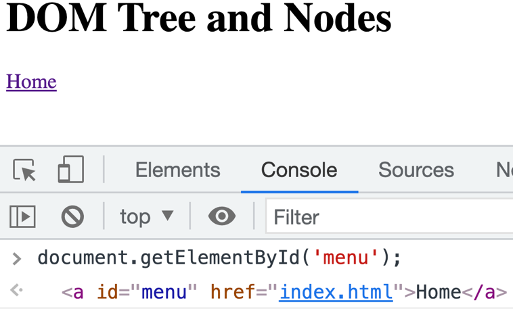 DOM Tree and Nodes
Home
Elements Console Sources
top ▼ Filter
> document.getElementById('menu');
<a id="menu" href="index.html">Home</a>